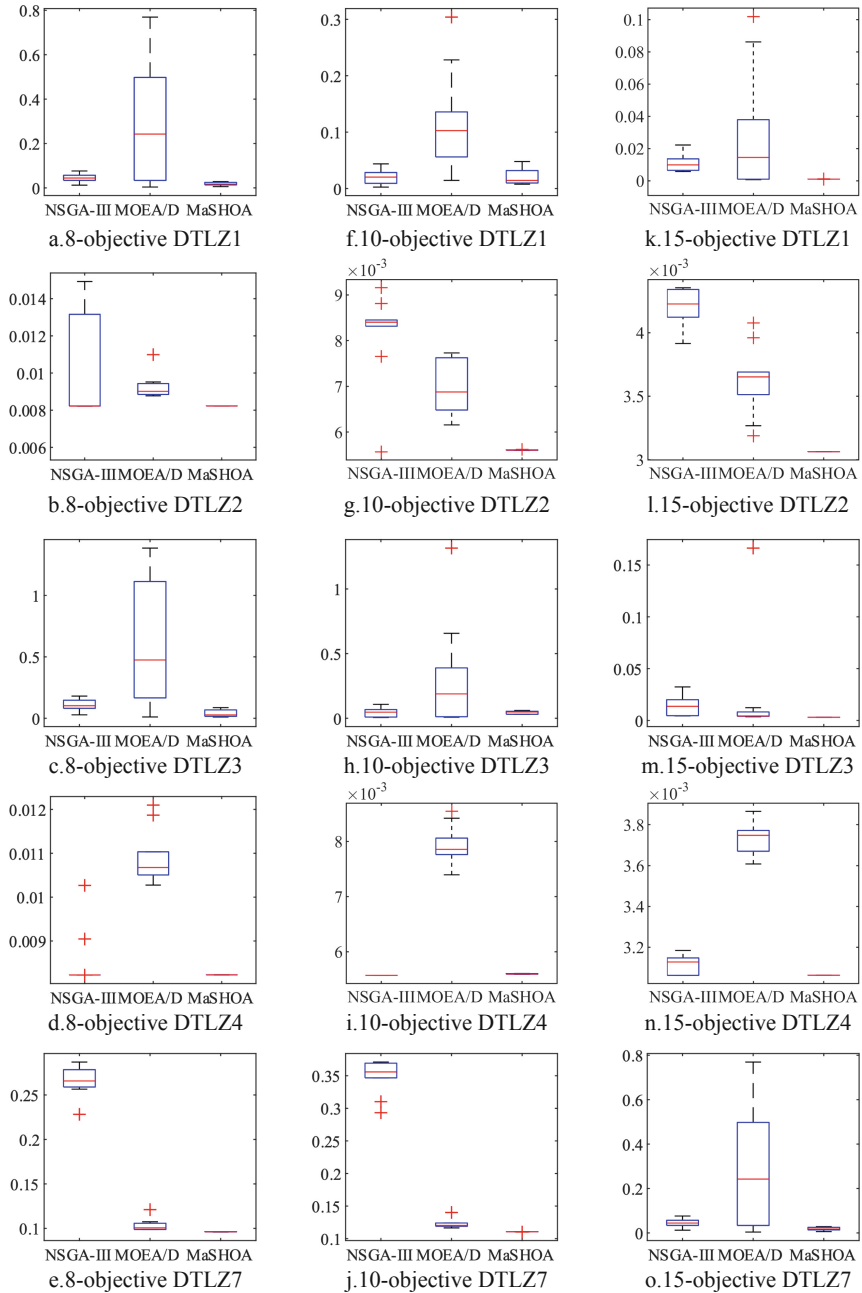 0.8
0.6
0.4
0.2
0
NSGA-III MOEA/D MaSHOA
a.8-objective DTLZ1
0.3
0.2
0.1
0
NSGA-III MOEA/D MaSHOA
f.10-objective DTLZ1
0.1
0.08
0.06
0.04
0.02
0
NSGA-III MOEA/D MaSHOA
k.15-objective DTLZ1
0.014
0.012
0.01
0.008
0.006
NSGA-III MOEA/D MaSHOA
b.8-objective DTLZ2
×10-3
9
8
7
6
NSGA-III MOEA/D MaSHOA
g.10-objective DTLZ2
×10-3
4
3.5
3
NSGA-III MOEA/D MaSHOA
l.15-objective DTLZ2
1
0.5
0
NSGA-III MOEA/D MaSHOA
c.8-objective DTLZ3
1
0.5
0
NSGA-III MOEA/D MaSHOA
h.10-objective DTLZ3
0.15
0.1
0.05
0
NSGA-III MOEA/D MaSHOA
m.15-objective DTLZ3
0.012
0.011
0.01
0.009
NSGA-III MOEA/D MaSHOA
d.8-objective DTLZ4
×10-3
8
7
6
NSGA-III MOEA/D MaSHOA
i.10-objective DTLZ4
×10-3
3.8
3.6
3.4
3.2
NSGA-III MOEA/D MaSHOA
n.15-objective DTLZ4
0.25
0.2
0.15
0.1
NSGA-III MOEA/D MaSHOA
e.8-objective DTLZ7
0.35
0.3
0.25
0.2
0.15
0.1
NSGA-III MOEA/D MaSHOA
j.10-objective DTLZ7
0.8
0.6
0.4
0.2
0
NSGA-III MOEA/D MaSHOA
o.15-objective DTLZ7